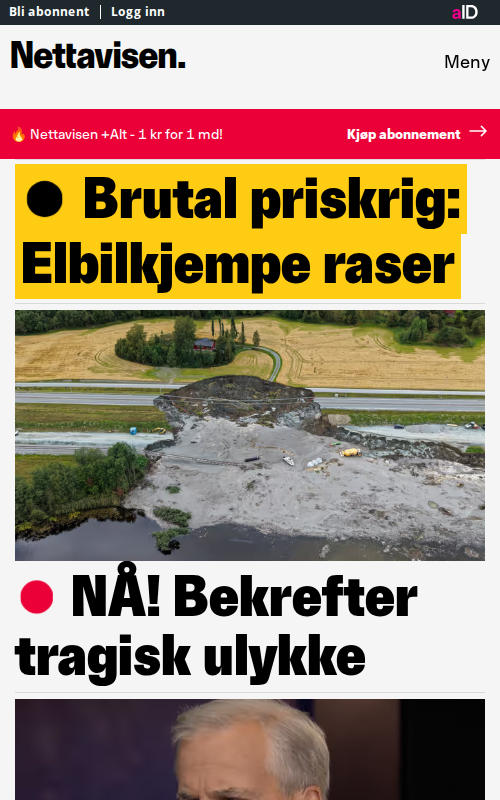 Bli abonnent
Logg inn
aID
Nettavisen.
Meny
🔥 Nettavisen +Alt - 1 kr for 1 md!
Kjøp abonnement →
Brutal priskrig:
Elbilkjempe raser
NÅ! Bekrefter
tragisk ulykke